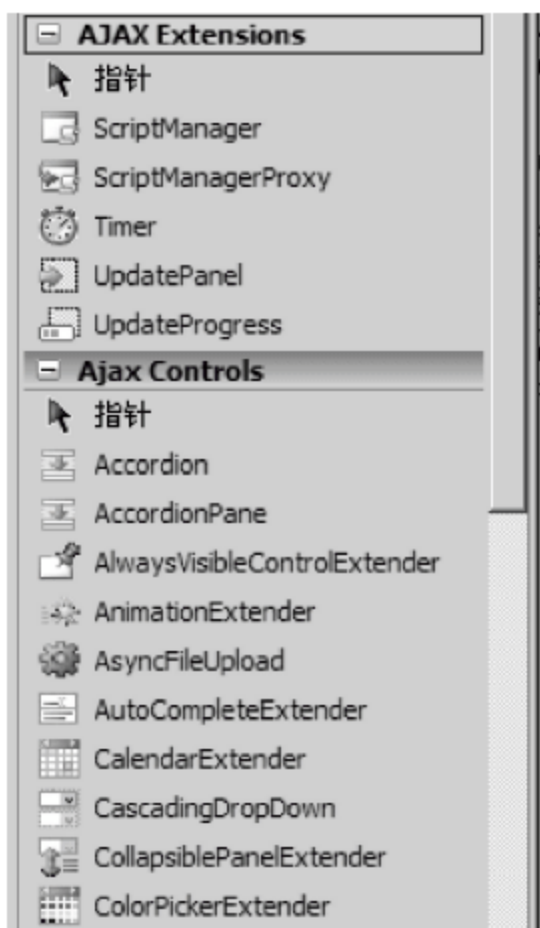 AJAX Extensions
指针
ScriptManager
ScriptManagerProxy
Timer
UpdatePanel
UpdateProgress
Ajax Controls
指针
Accordion
AccordionPane
AlwaysVisibleControlExtender
AnimationExtender
AsyncFileUpload
AutoCompleteExtender
CalendarExtender
CascadingDropDown
CollapsiblePanelExtender
ColorPickerExtender